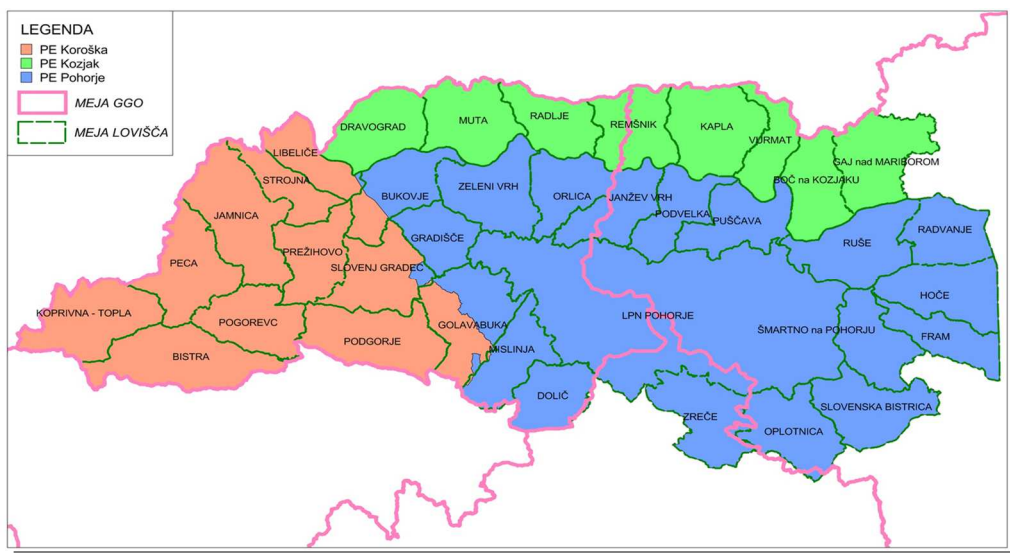 LEGENDA
PE Koroška
PE Kozjak
PE Pohorje
MEJA GGO
MEJA LOVIŠČA
DRAVOGRAD
MUTA
RADLJE
REMŠNIK
KAPLA
VURMAT
GAJ nad MARIBOROM
BOČ na KOZJAKU
LIBELIČE
STROJNA
BUKOVJE
ZELENI VRH
ORLICA
JANŽEV VRH
PODVELKA
PUŠČAVA
JAMNICA
GRADIŠČE
RUŠE
RADVANJE
PREŽIHOVO
PECA
SLOVENJ GRADEC
HOČE
KOPRIVNA - TOPLA
POGOREVC
GOLAVABUKA
LPN POHORJE
ŠMARTNO na POHORJU
FRAM
PODGORJE
BISTRA
MISLINJA
DOLIČ
ZREČE
OPLOTNICA
SLOVENSKA BISTRICA